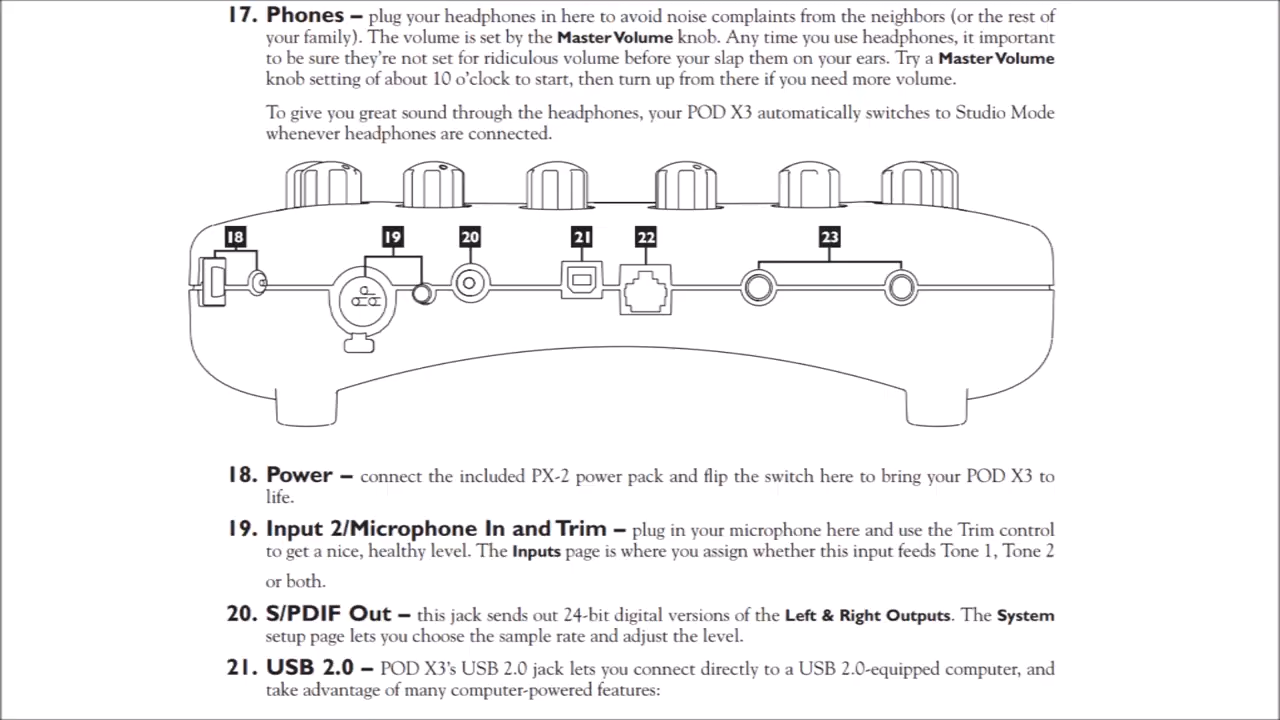 17. Phones – plug your headphones in here to avoid noise complaints from the neighbors (or the rest of
your family). The volume is set by the Master Volume knob. Any time you use headphones, it important
to be sure they're not set for ridiculous volume before your slap them on your ears. Try a Master Volume
knob setting of about 10 o'clock to start, then turn up from there if you need more volume.
To give you great sound through the headphones, your POD X3 automatically switches to Studio Mode
whenever headphones are connected.
18 19 20 21 22 23
18. Power – connect the included PX-2 power pack and flip the switch here to bring your POD X3 to
life.
19. Input 2/Microphone In and Trim – plug in your microphone here and use the Trim control
to get a nice, healthy level. The Inputs page is where you assign whether this input feeds Tone 1, Tone 2
or both.
20. S/PDIF Out – this jack sends out 24-bit digital versions of the Left & Right Outputs. The System
setup page lets you choose the sample rate and adjust the level.
21. USB 2.0 – POD X3's USB 2.0 jack lets you connect directly to a USB 2.0-equipped computer, and
take advantage of many computer-powered features: